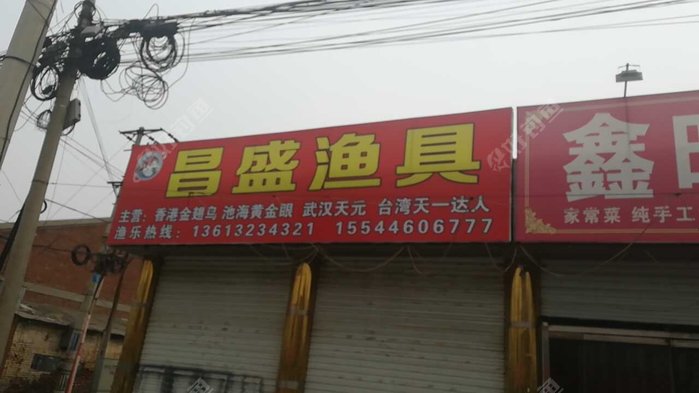 昌盛渔具
主营：香港金翅鸟 池海黄金眼 武汉天元 台湾天一达人
渔乐热线：13613234321 15544606777
鑫
家常菜 纯手工